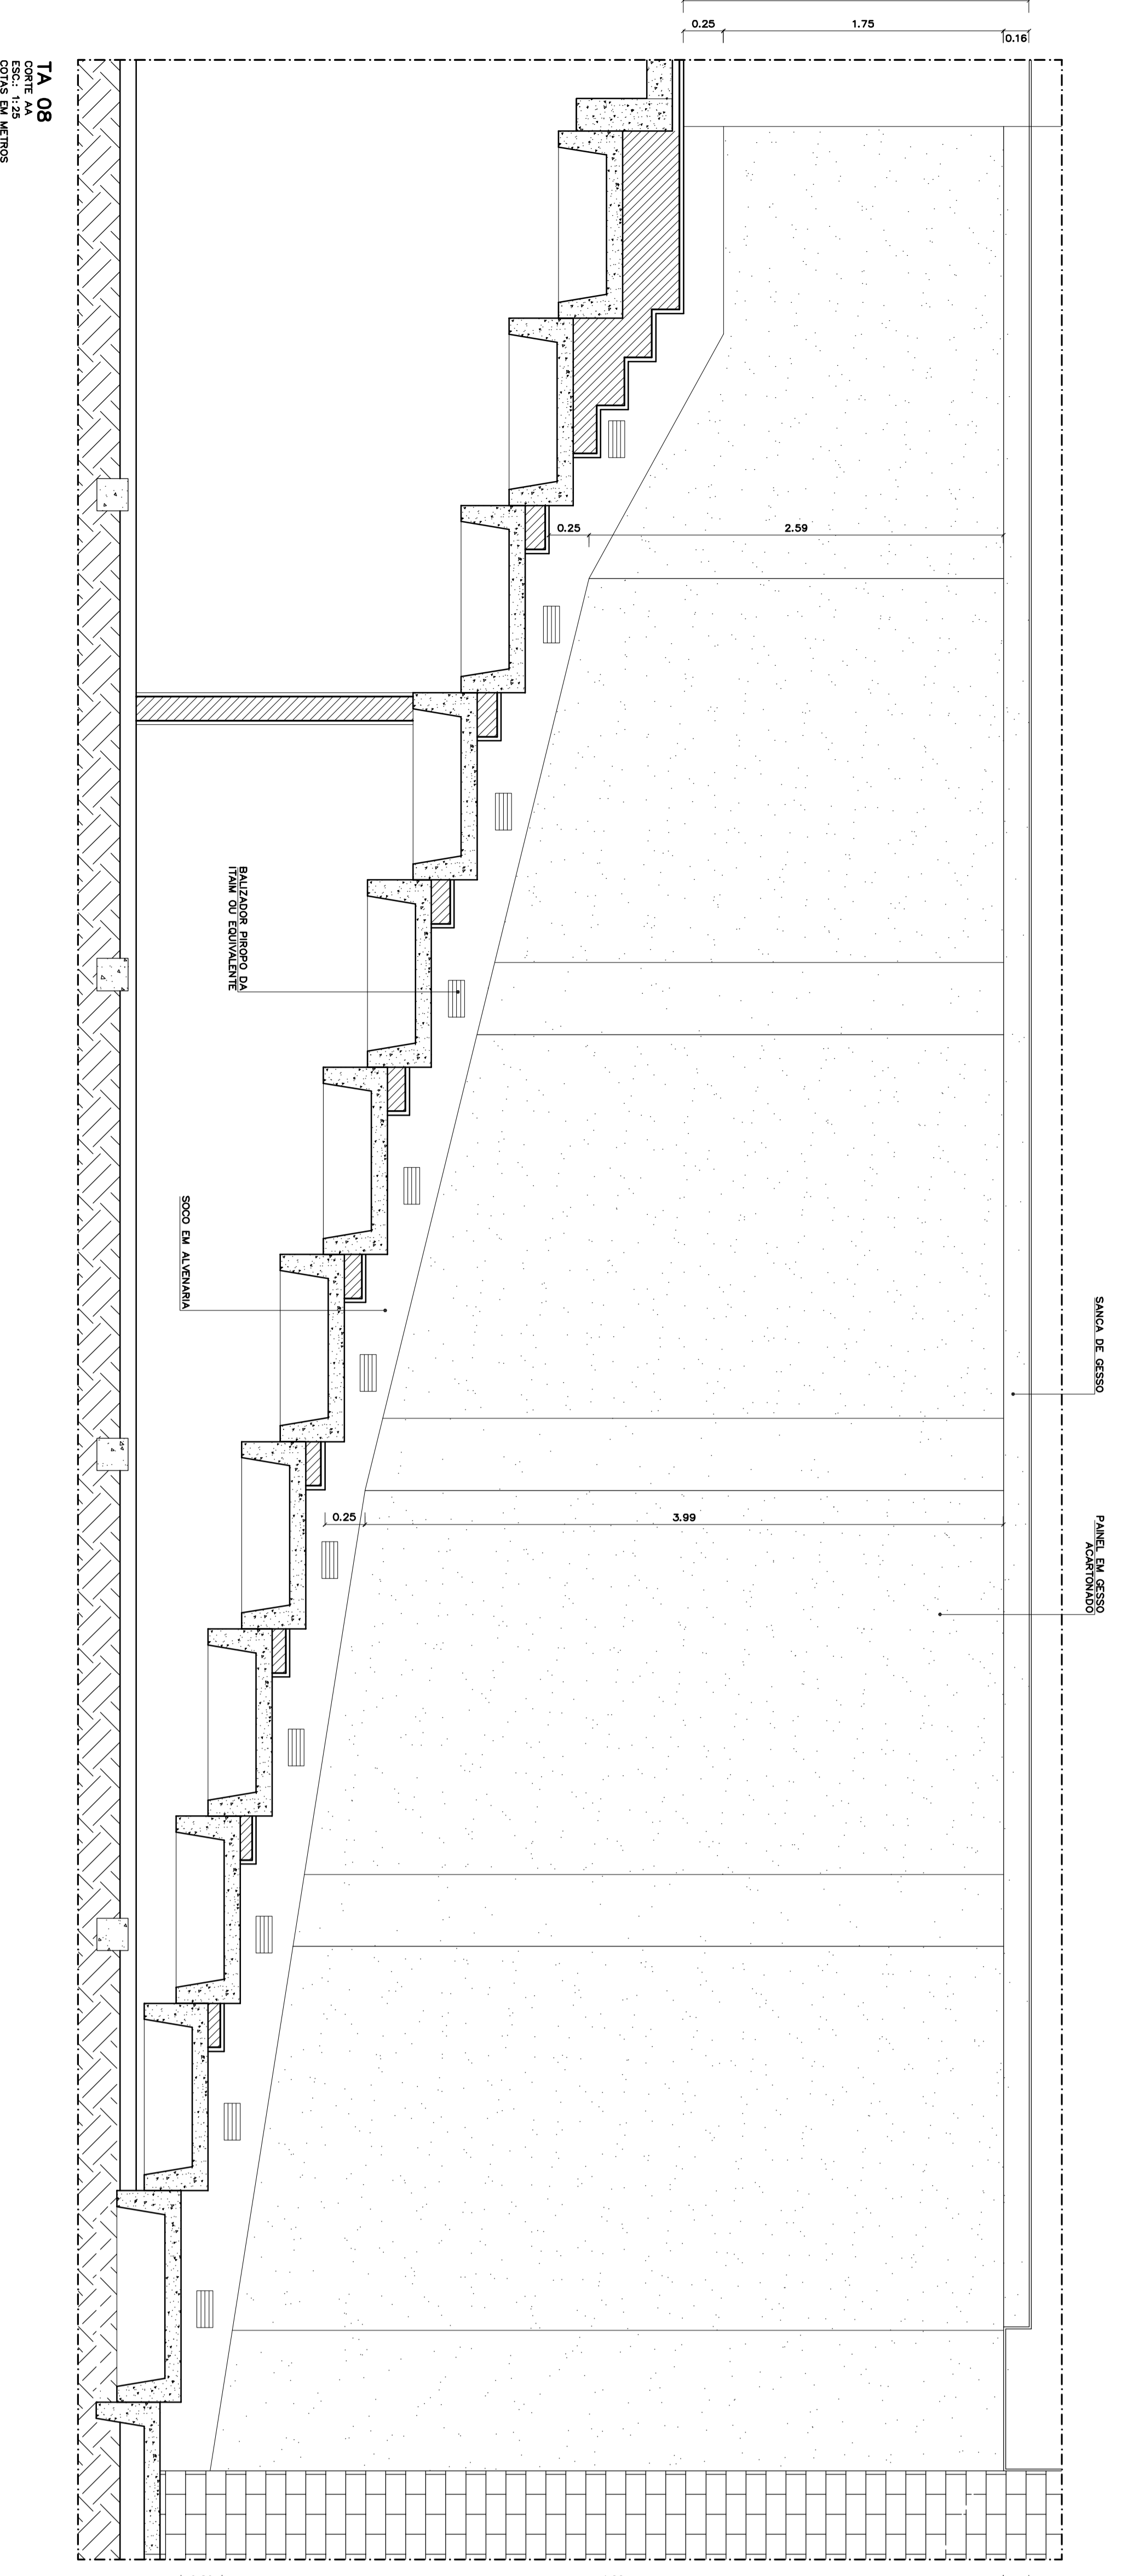 0.25
1.75
0.16
0.25
2.59
BALIZADOR PIROPO DA
ITAIM OU EQUIVALENTE
SOCO EM ALVENARIA
SANCA DE GESSO
PAINEL EM GESSO
ACARTONADO
0.25
3.99
TA 08
CORTE AA
ESC.: 1:25
COTAS EM METROS